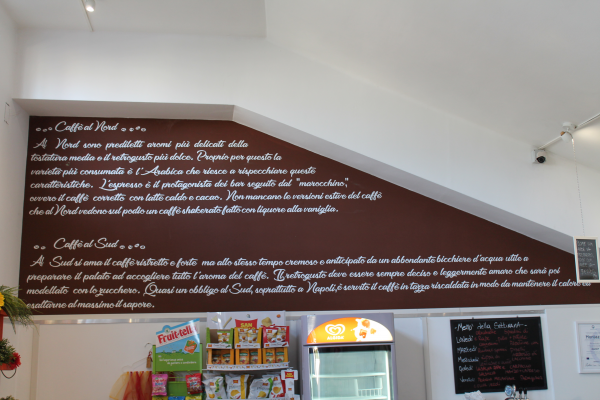 Caffè al Nord
Al Nord sono prediletti aromi più delicati della
tostatura media e il retrogusto più dolce. Proprio per questo la
varietà più consumata è l'Arabica che riesce a rispecchiare queste
caratteristiche. L'espresso è il protagonista dei bar seguito dal "marocchino",
ovvero il caffè corretto con latte caldo e cacao. Non mancano le versioni estive del caffè
che al Nord vedono sul podio un caffè shakerato fatto con liquore alla vaniglia.
Caffè al Sud
Al Sud si ama il caffè ristretto e forte ma allo stesso tempo cremoso e anticipato da un abbondante bicchiere d'acqua utile a
preparare il palato ad accogliere tutto l'aroma del caffè. Il retrogusto deve essere sempre deciso e leggermente amaro che sarà poi
modellato con lo zucchero. Quasi un obbligo al Sud, soprattutto a Napoli, è servito il caffè in tazza riscaldata in modo da mantenere il calore ed
esaltarne al massimo il sapore.
Fruit-tella
Menù della Settimana